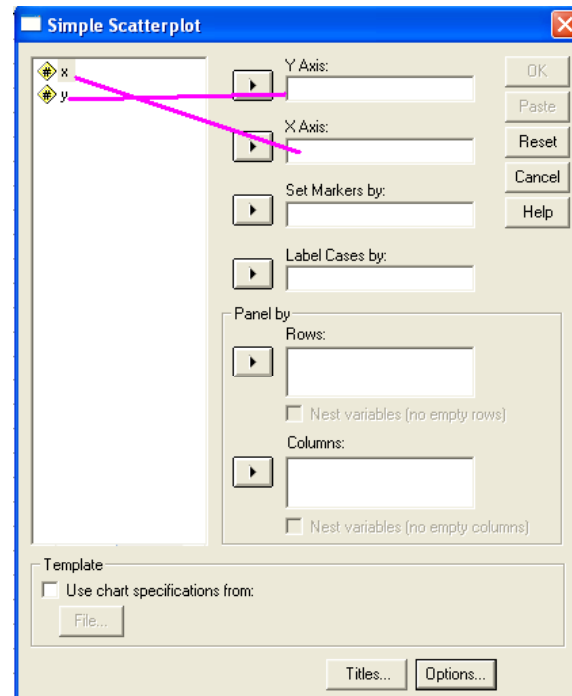 Simple Scatterplot
x
y
Y Axis:
X Axis:
Set Markers by:
Label Cases by:
Panel by
Rows:
Nest variables (no empty rows)
Columns:
Nest variables (no empty columns)
OK
Paste
Reset
Cancel
Help
Template
Use chart specifications from:
File...
Titles...
Options...